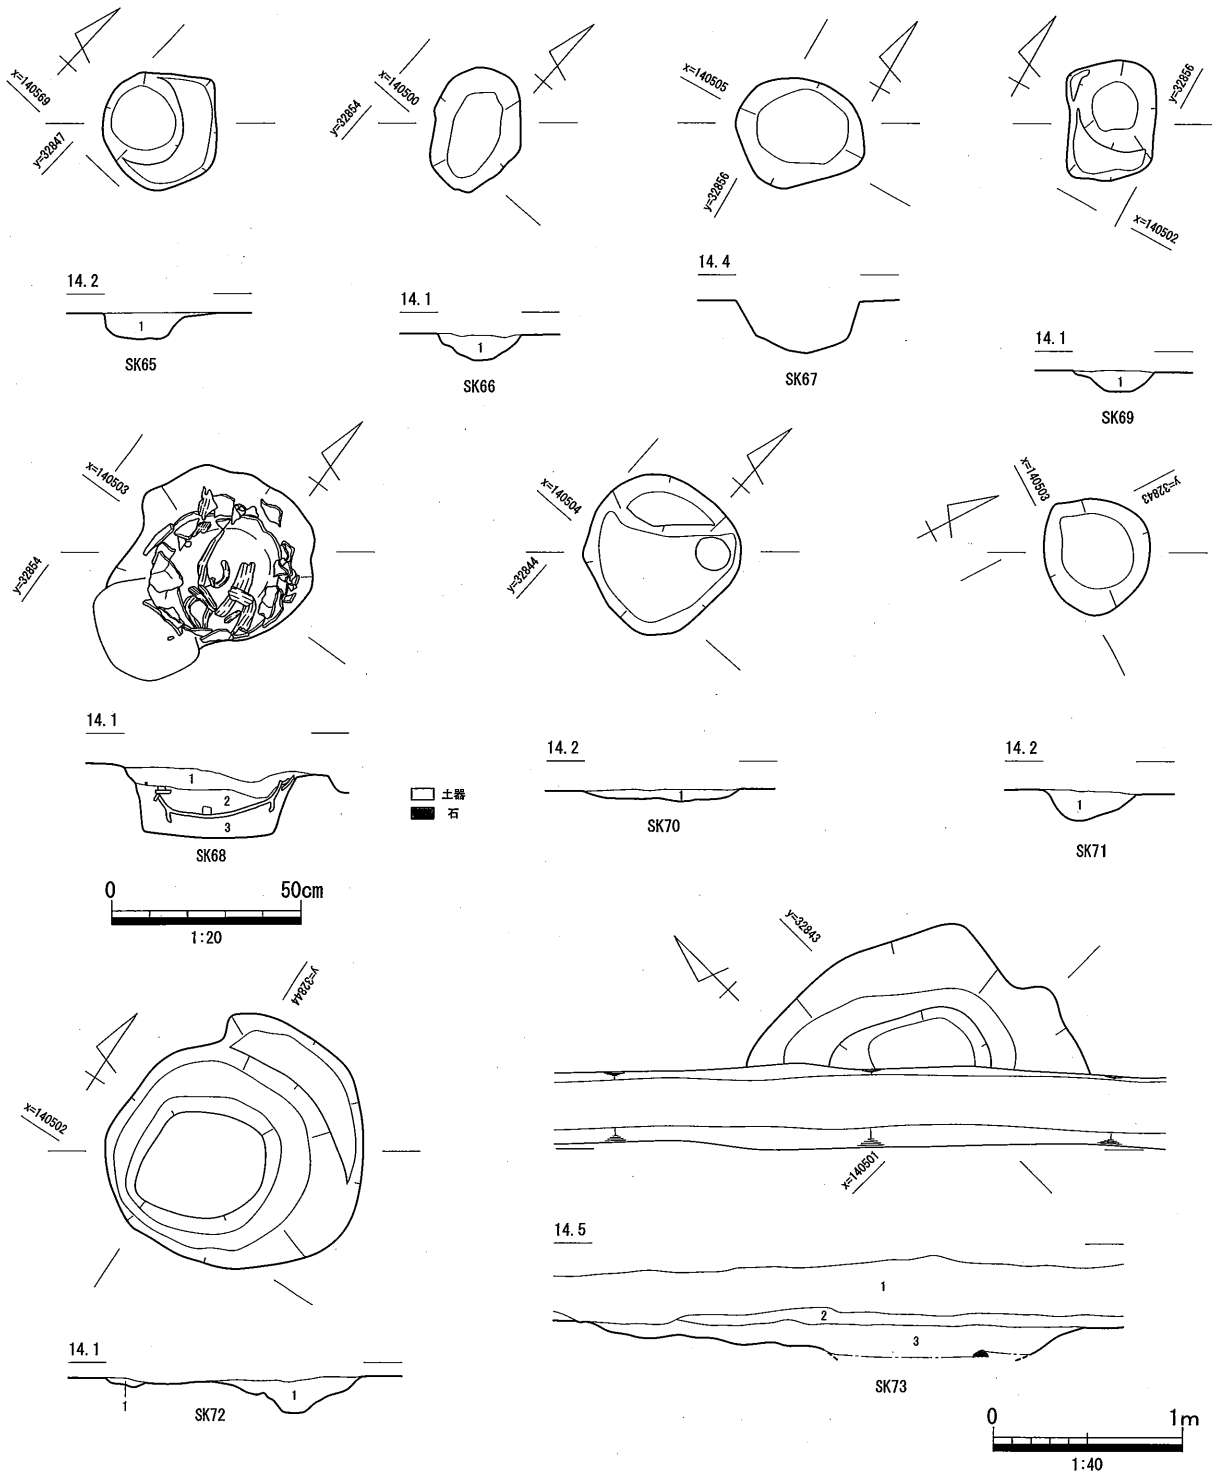 x=140569
y=32847
14.2
1
SK65
x=140500
y=32854
14.1
1
SK66
x=140505
y=32856
14.4
SK67
y=32856
x=140502
14.1
1
SK69
x=140503
y=32854
14.1
1
2
3
SK68
土器
石
x=140504
y=32844
14.2
1
SK70
x=140503
y=32843
14.2
1
SK71
0 50cm
1:20
y=32844
x=140502
14.1
1
1
SK72
y=32843
x=140501
14.5
1
2
3
SK73
0 1m
1:40